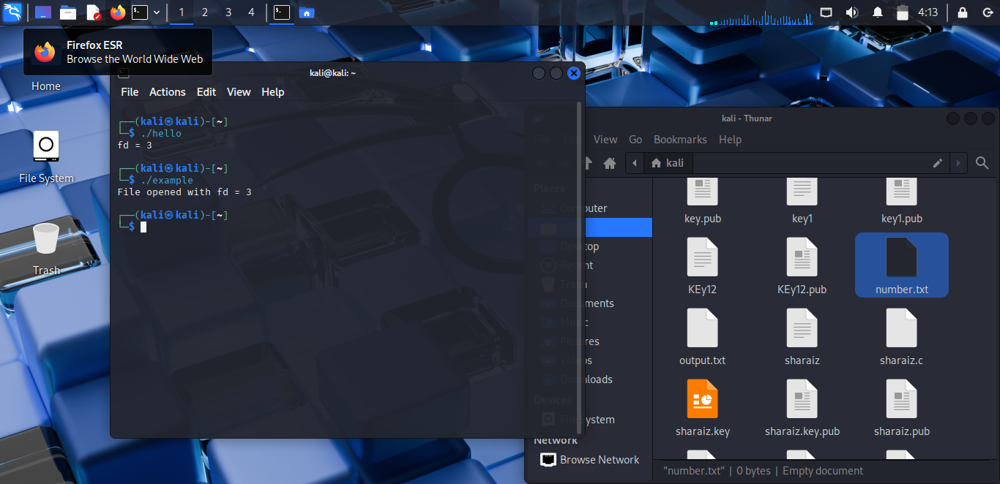 1 2 3 4
4:13
Firefox ESR
Browse the World Wide Web
Home
File System
Trash
kali@kali: ~
File Actions Edit View Help
┌──(kali㉿kali)-[~]
└─$ ./hello
fd = 3
┌──(kali㉿kali)-[~]
└─$ ./example
File opened with fd = 3
┌──(kali㉿kali)-[~]
└─$
kali - Thunar
View Go Bookmarks Help
kali
Places
Computer
Desktop
Recent
Trash
Documents
Music
Pictures
Videos
Downloads
Devices
File System
Network
Browse Network
key.pub key1 key1.pub
KEy12 KEy12.pub number.txt
output.txt sharaiz sharaiz.c
sharaiz.key sharaiz.key.pub sharaiz.pub
"number.txt" | 0 bytes | Empty document